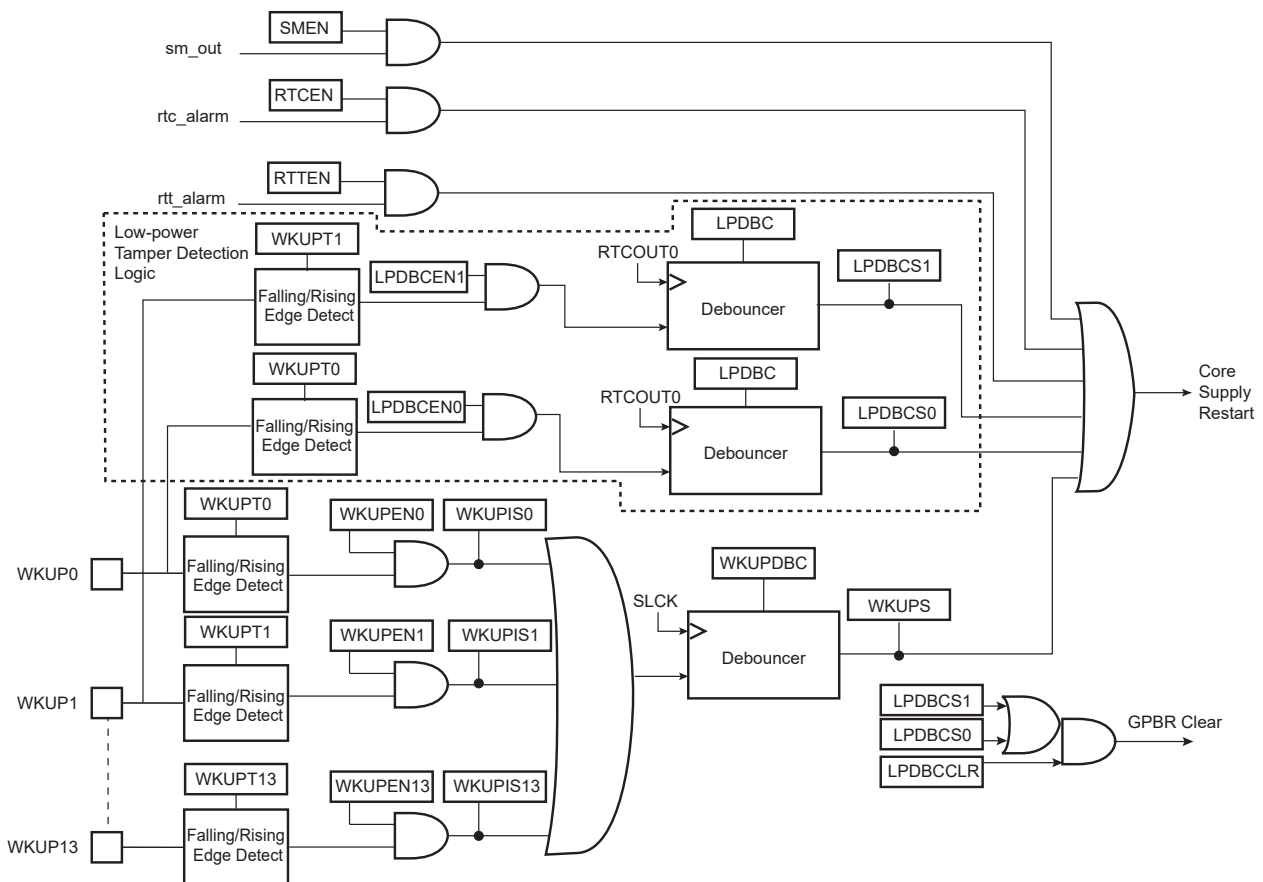 SMEN
sm_out
RTCEN
rtc_alarm
RTTEN
rtt_alarm
Low-power
Tamper Detection
Logic
WKUPT1
Falling/Rising
Edge Detect
LPDBCEN1
RTCOUT0
LPDBC
Debouncer
LPDBCS1
WKUPT0
Falling/Rising
Edge Detect
LPDBCEN0
RTCOUT0
LPDBC
Debouncer
LPDBCS0
Core
Supply
Restart
WKUP0
WKUPT0
Falling/Rising
Edge Detect
WKUPEN0
WKUPIS0
WKUP1
WKUPT1
Falling/Rising
Edge Detect
WKUPEN1
WKUPIS1
WKUP13
WKUPT13
Falling/Rising
Edge Detect
WKUPEN13
WKUPIS13
SLCK
WKUPDBC
Debouncer
WKUPS
LPDBCS1
LPDBCS0
LPDBCCLR
GPBR Clear